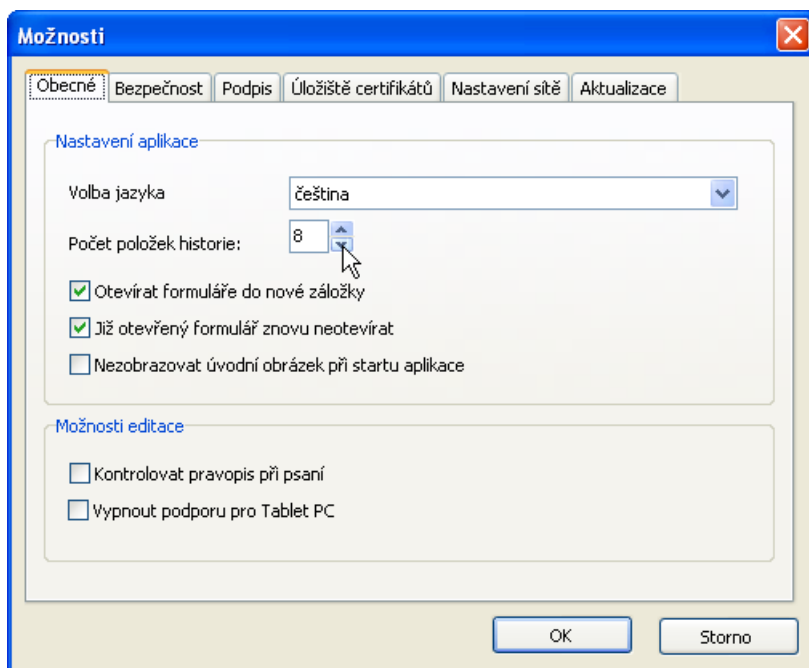 Možnosti
Obecné Bezpečnost Podpis Úložiště certifikátů Nastavení sítě Aktualizace
Nastavení aplikace
Volba jazyka čeština
Počet položek historie: 8
Otevírat formuláře do nové záložky
Již otevřený formulář znovu neotevírat
Nezobrazovat úvodní obrázek při startu aplikace
Možnosti editace
Kontrolovat pravopis při psaní
Vypnout podporu pro Tablet PC
OK Storno